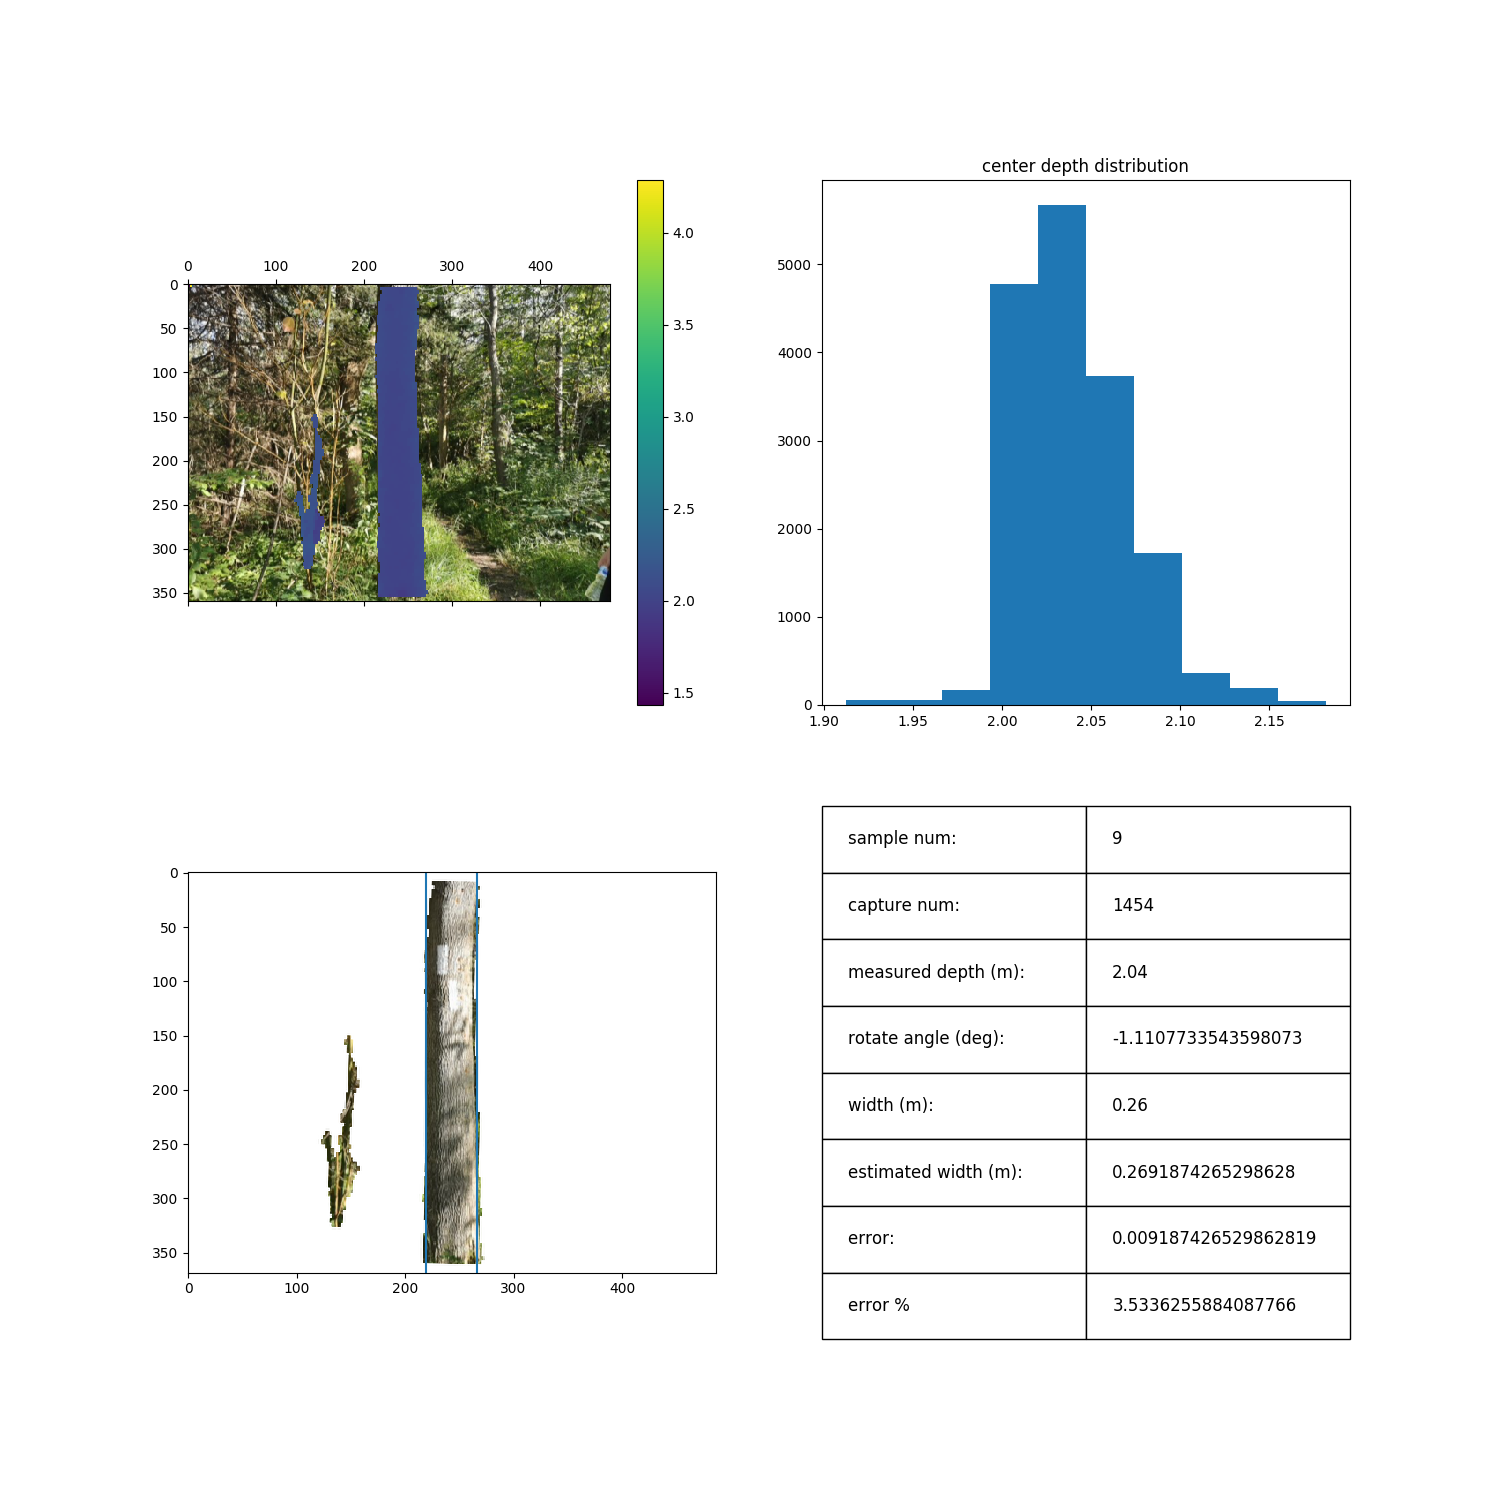 0 100 200 300 400
0
50
100
150
200
250
300
350
4.0
3.5
3.0
2.5
2.0
1.5
center depth distribution
5000
4000
3000
2000
1000
0
1.90 1.95 2.00 2.05 2.10 2.15
0
50
100
150
200
250
300
350
0 100 200 300 400
sample num: 9
capture num: 1454
measured depth (m): 2.04
rotate angle (deg): -1.1107733543598073
width (m): 0.26
estimated width (m): 0.2691874265298628
error: 0.009187426529862819
error % 3.5336255884087766